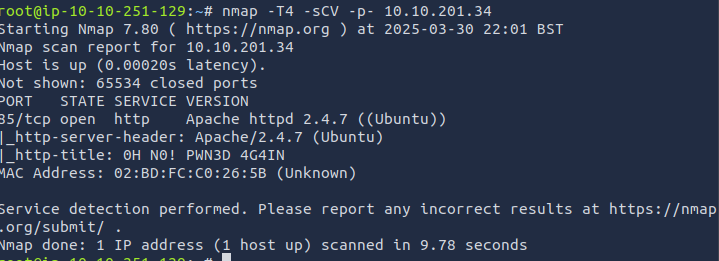 root@ip-10-10-251-129:~# nmap -T4 -sCV -p- 10.10.201.34
Starting Nmap 7.80 ( https://nmap.org ) at 2025-03-30 22:01 BST
Nmap scan report for 10.10.201.34
Host is up (0.00020s latency).
Not shown: 65534 closed ports
PORT   STATE SERVICE VERSION
85/tcp open  http    Apache httpd 2.4.7 ((Ubuntu))
|_http-server-header: Apache/2.4.7 (Ubuntu)
|_http-title: 0H N0! PWN3D 4G4IN
MAC Address: 02:BD:FC:C0:26:5B (Unknown)
Service detection performed. Please report any incorrect results at https://nmap
.org/submit/ .
Nmap done: 1 IP address (1 host up) scanned in 9.78 seconds
root@ip-10-10-251-129:~#